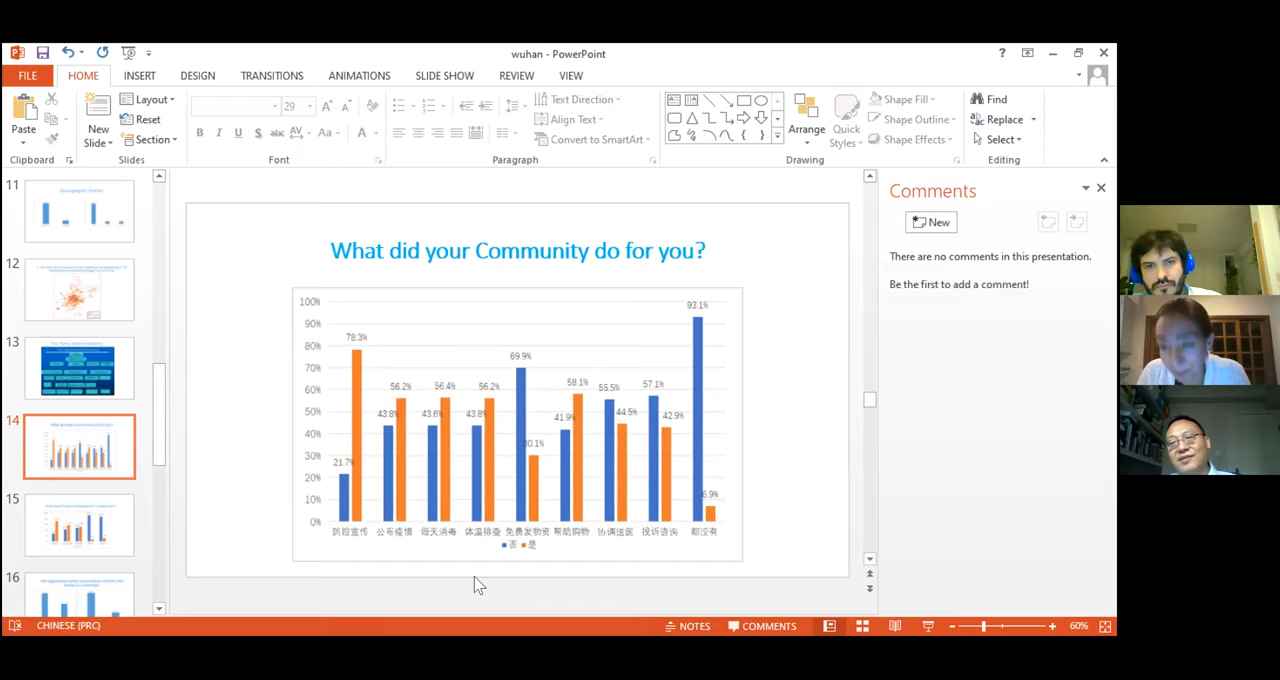 wuhan - PowerPoint
?
FILE HOME INSERT DESIGN TRANSITIONS ANIMATIONS SLIDE SHOW REVIEW VIEW
Paste
New
Slide
Layout
Reset
Section
29
B I U S abc AV Aa A
Text Direction
Align Text
Convert to SmartArt
Arrange
Quick
Styles
Shape Fill
Shape Outline
Shape Effects
Find
Replace
Select
Clipboard Slides Font Paragraph Drawing Editing
11
12
13
14
15
16
What did your Community do for you?
100%
90%
80%
70%
60%
50%
40%
30%
20%
10%
0%
21.7% 78.3%
43.8% 56.2%
43.6% 56.4%
43.8% 56.2%
69.9% 30.1%
41.9% 58.1%
55.5% 44.5%
57.1% 42.9%
93.1% 6.9%
防控宣传 公布疫情 每天消毒 体温排查 免费发物资 帮助购物 协调送医 投诉咨询 都没有
否 是
Comments
New
There are no comments in this presentation.
Be the first to add a comment!
CHINESE (PRC)
NOTES COMMENTS 60%